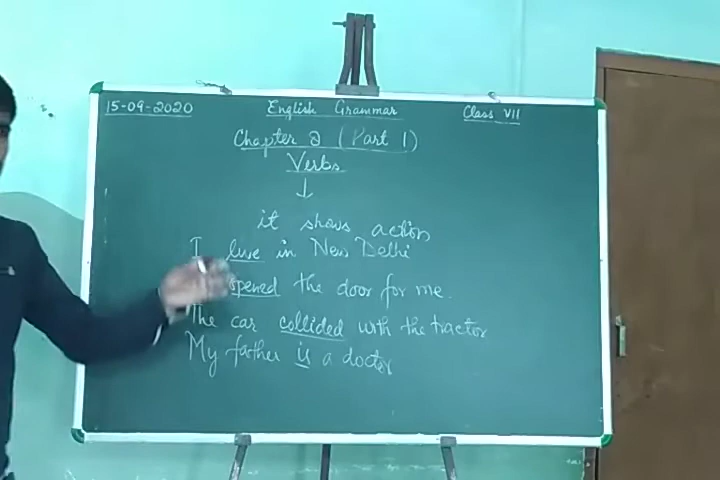 15-09-2020 English Grammar Class VII
Chapter 2 (Part 1)
Verbs
↓
it shows action
I live in New Delhi
opened the door for me.
The car collided with the tractor
My father is a doctor